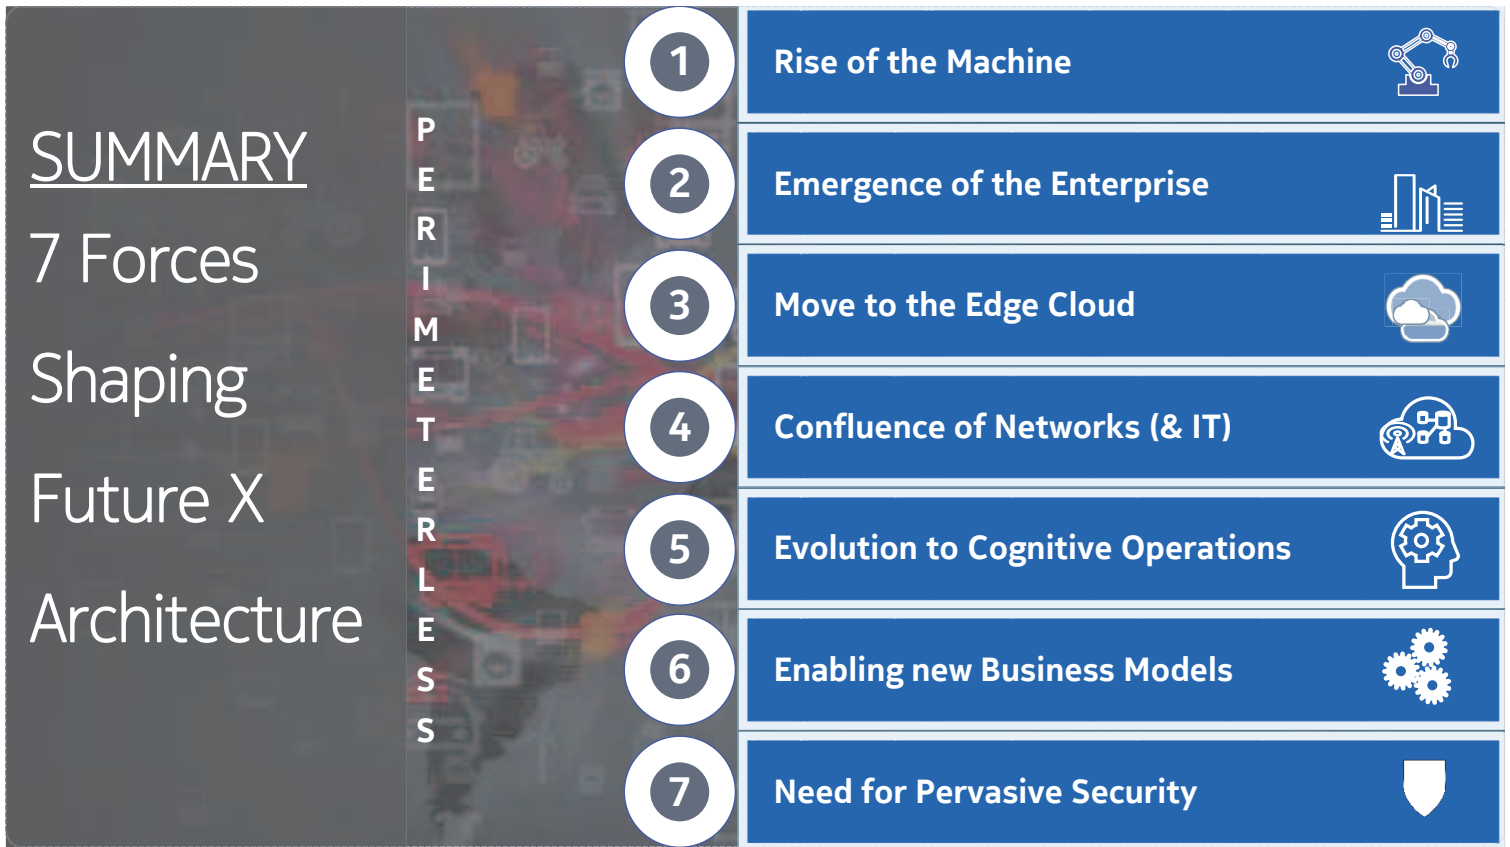 SUMMARY
7 Forces
Shaping
Future X
Architecture
PERIMETERLESS
1
Rise of the Machine
2
Emergence of the Enterprise
3
Move to the Edge Cloud
4
Confluence of Networks (& IT)
5
Evolution to Cognitive Operations
6
Enabling new Business Models
7
Need for Pervasive Security